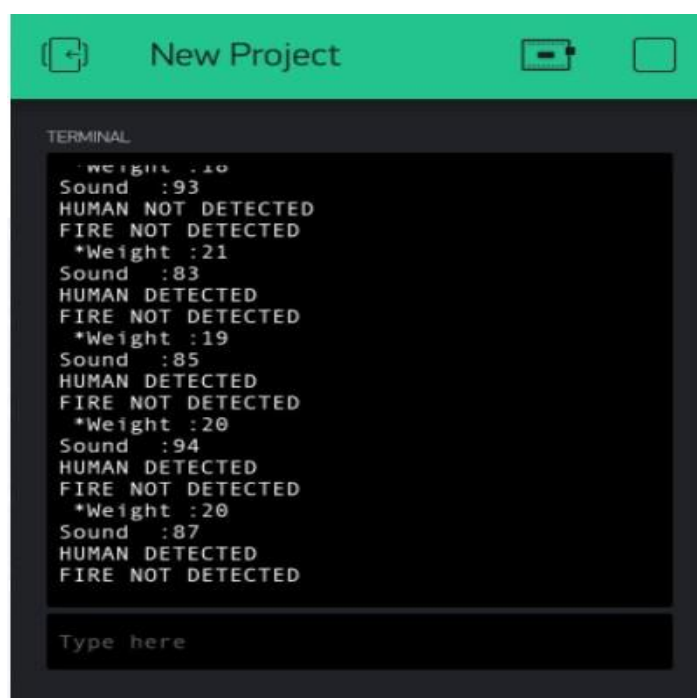 New Project
TERMINAL
*Weight :18
Sound :93
HUMAN NOT DETECTED
FIRE NOT DETECTED
*Weight :21
Sound :83
HUMAN DETECTED
FIRE NOT DETECTED
*Weight :19
Sound :85
HUMAN DETECTED
FIRE NOT DETECTED
*Weight :20
Sound :94
HUMAN DETECTED
FIRE NOT DETECTED
*Weight :20
Sound :87
HUMAN DETECTED
FIRE NOT DETECTED
Type here